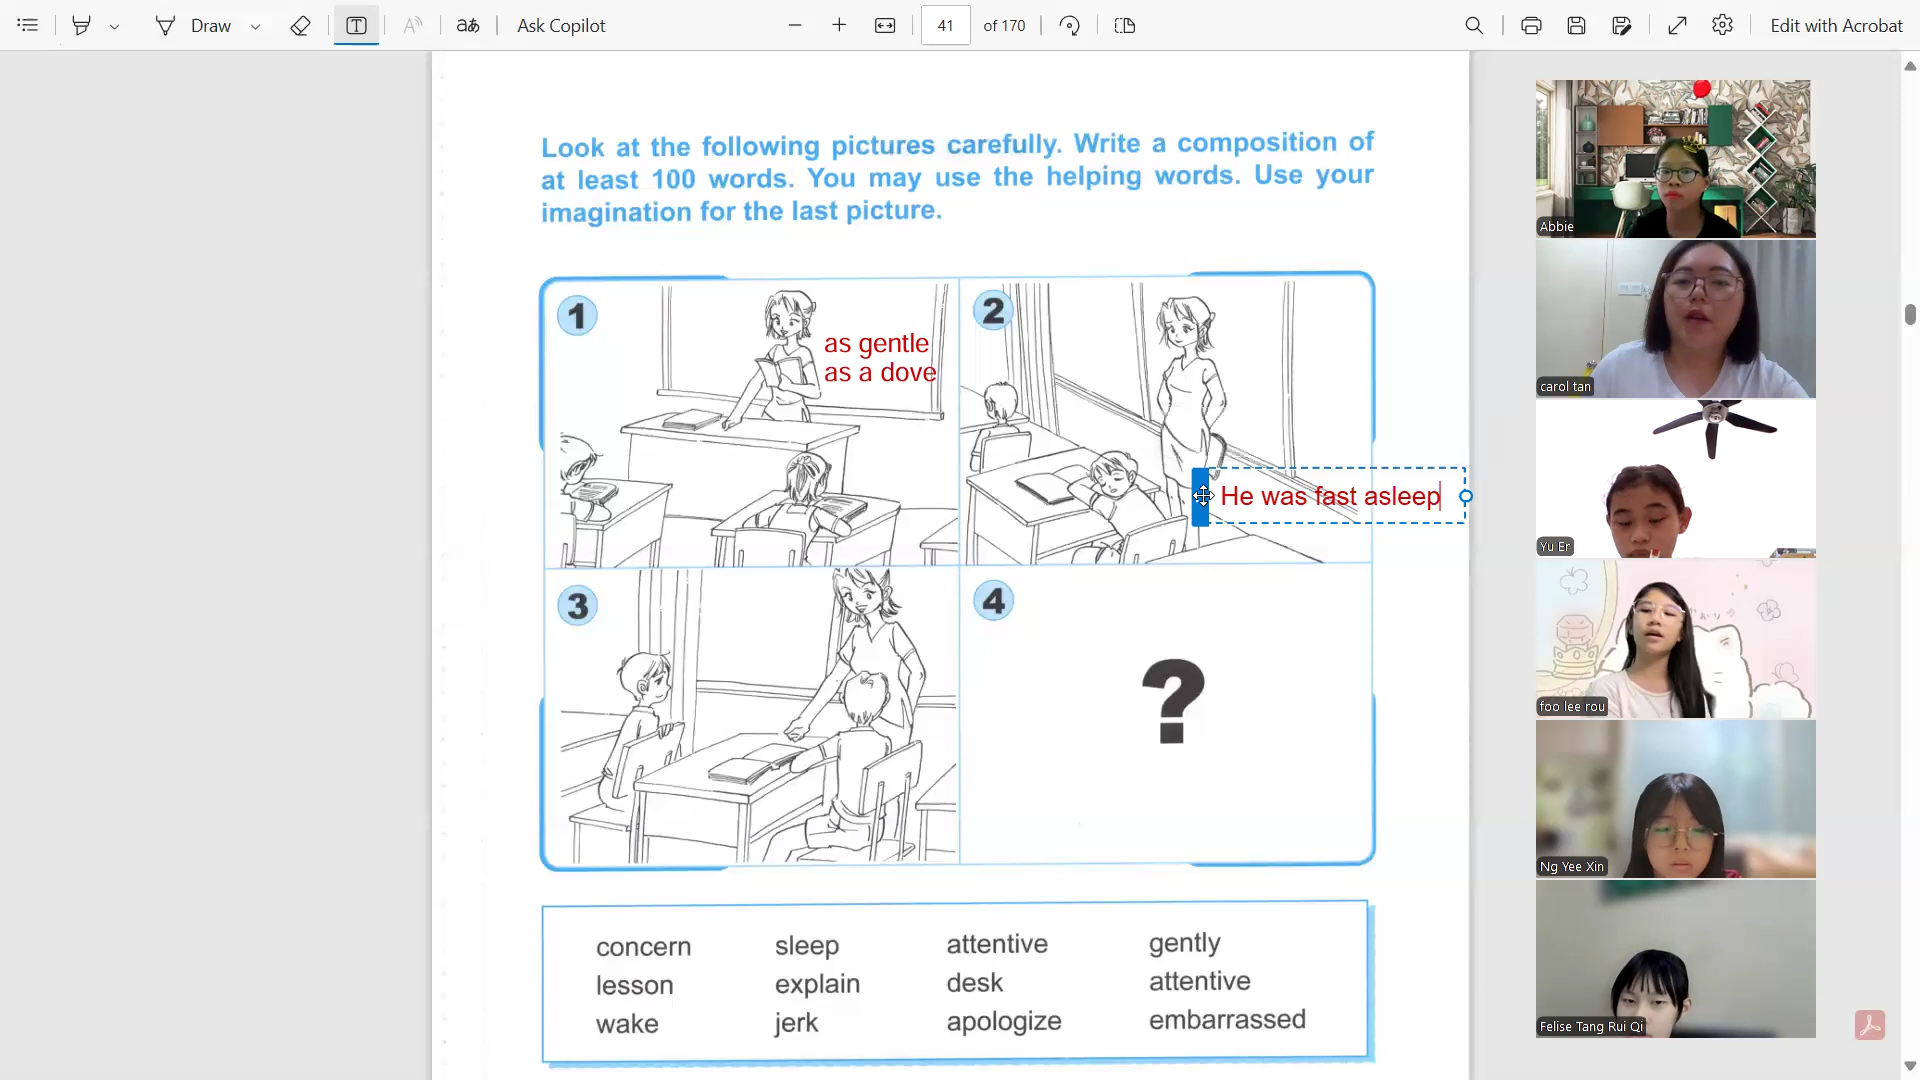 Draw
Ask Copilot
41 of 170
Edit with Acrobat
Look at the following pictures carefully. Write a composition of
at least 100 words. You may use the helping words. Use your
imagination for the last picture.
1
as gentle
as a dove
2
He was fast asleep
3
4
?
concern sleep attentive gently
lesson explain desk attentive
wake jerk apologize embarrassed
Abbie
carol tan
Yu Er
foo lee rou
Ng Yee Xin
Felise Tang Rui Qi